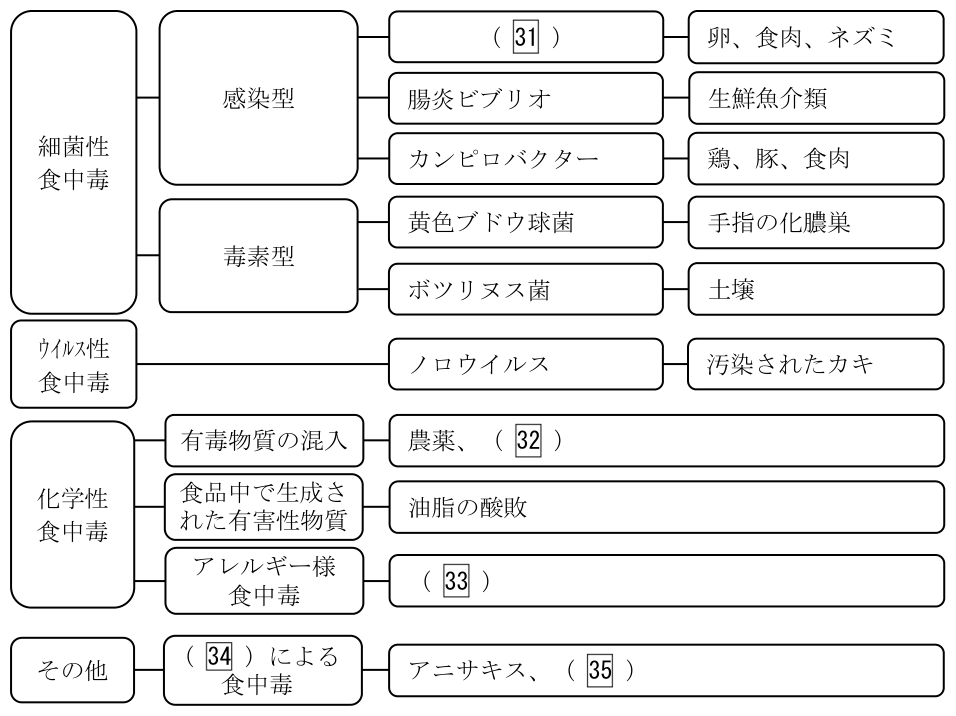 細菌性
食中毒
感染型
（ 31 ）
卵、食肉、ネズミ
腸炎ビブリオ
生鮮魚介類
カンピロバクター
鶏、豚、食肉
毒素型
黄色ブドウ球菌
手指の化膿巣
ボツリヌス菌
土壌
ｳｲﾙｽ性
食中毒
ノロウイルス
汚染されたカキ
化学性
食中毒
有毒物質の混入
農薬、（ 32 ）
食品中で生成さ
れた有害性物質
油脂の酸敗
アレルギー様
食中毒
（ 33 ）
その他
（ 34 ）による
食中毒
アニサキス、（ 35 ）